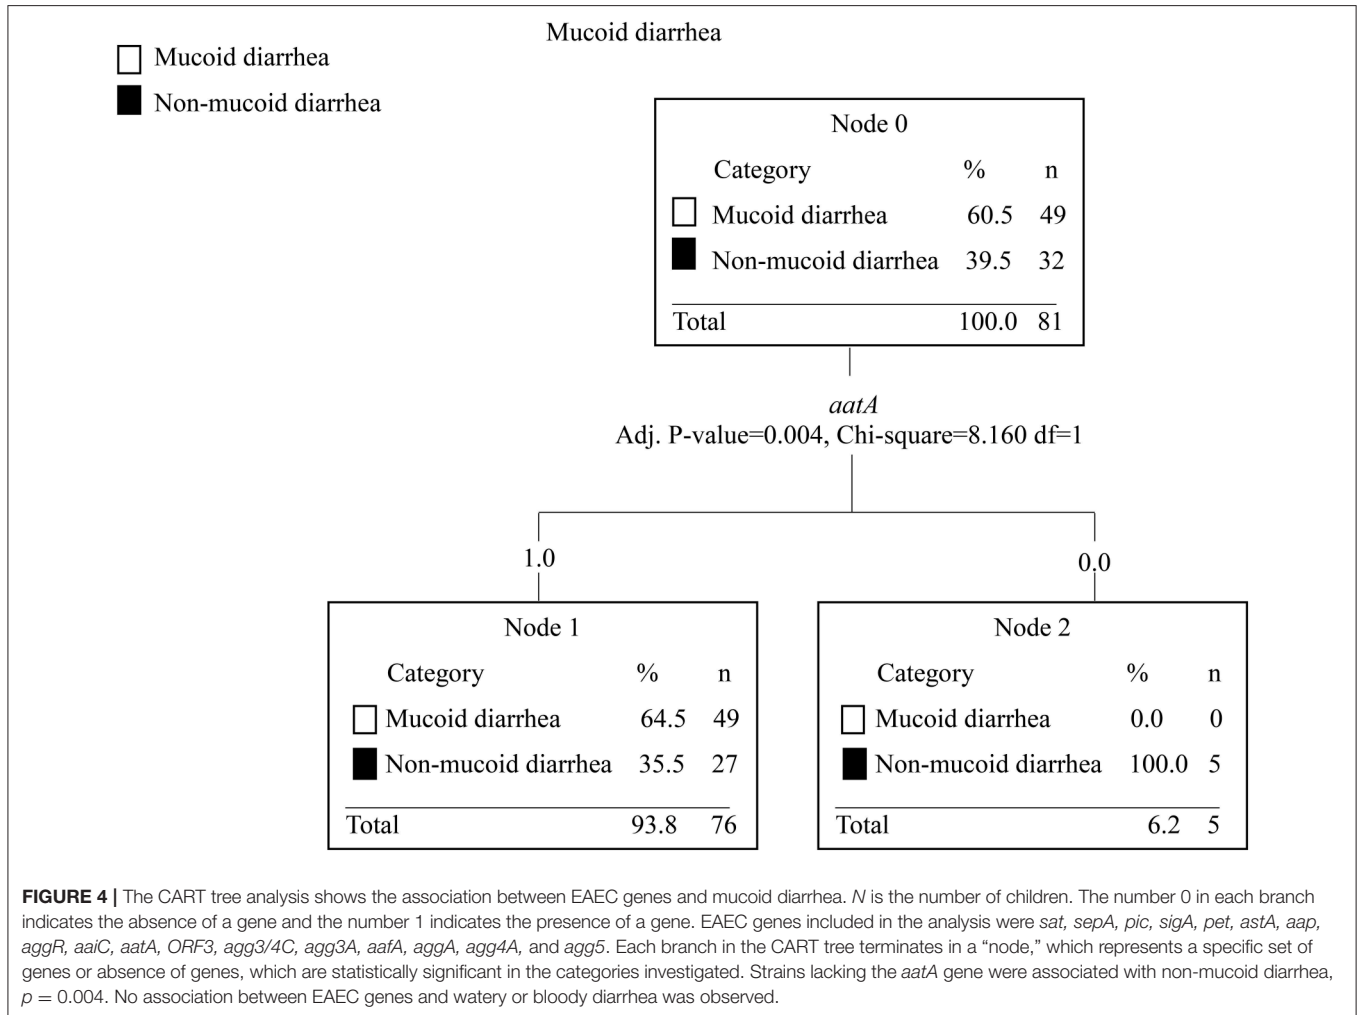 Mucoid diarrhea
Mucoid diarrhea
Non-mucoid diarrhea
Node 0
Category % n
Mucoid diarrhea 60.5 49
Non-mucoid diarrhea 39.5 32
Total 100.0 81
aatA
Adj. P-value=0.004, Chi-square=8.160 df=1
1.0
0.0
Node 1
Category % n
Mucoid diarrhea 64.5 49
Non-mucoid diarrhea 35.5 27
Total 93.8 76
Node 2
Category % n
Mucoid diarrhea 0.0 0
Non-mucoid diarrhea 100.0 5
Total 6.2 5
FIGURE 4 | The CART tree analysis shows the association between EAEC genes and mucoid diarrhea. N is the number of children. The number 0 in each branch
indicates the absence of a gene and the number 1 indicates the presence of a gene. EAEC genes included in the analysis were sat, sepA, pic, sigA, pet, astA, aap,
aggR, aaiC, aatA, ORF3, agg3/4C, agg3A, aafA, aggA, agg4A, and agg5. Each branch in the CART tree terminates in a “node,” which represents a specific set of
genes or absence of genes, which are statistically significant in the categories investigated. Strains lacking the aatA gene were associated with non-mucoid diarrhea,
p = 0.004. No association between EAEC genes and watery or bloody diarrhea was observed.